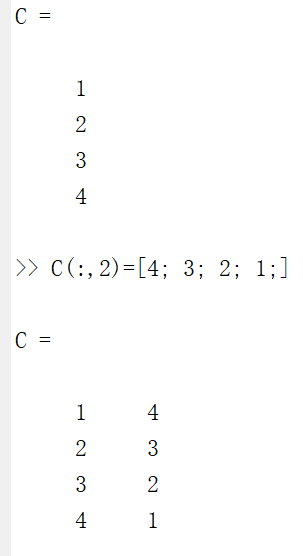 C =
1
2
3
4
>> C(:,2)=[4; 3; 2; 1;]
C =
1 4
2 3
3 2
4 1